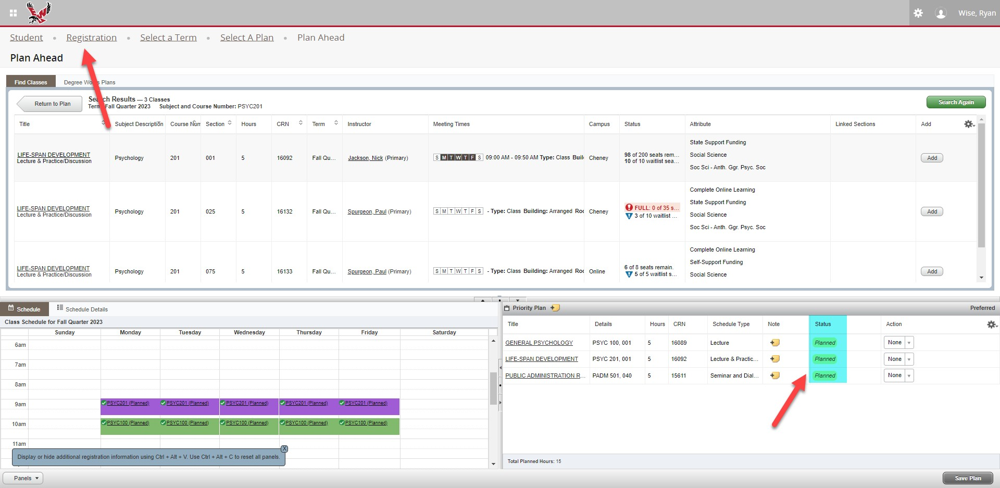 Wise, Ryan
Student • Registration • Select a Term • Select A Plan • Plan Ahead
Plan Ahead
Find Classes Degree Wo s Plans
Return to Plan
Search Results — 3 Classes
Term: Fall Quarter 2023 Subject and Course Number: PSYC201
Search Again
Title Subject Description Course Num Section Hours CRN Term Instructor Meeting Times Campus Status Attribute Linked Sections Add
LIFE-SPAN DEVELOPMENT
Lecture & Practice/Discussion
Psychology 201 001 5 16092 Fall Qu... Jackson, Nick (Primary) S M T W T F S 09:00 AM - 09:50 AM Type: Class Buil Cheney
98 of 200 seats rem...
10 of 10 waitlist sea...
State Support Funding
Social Science
Soc Sci - Anth. Ggr. Psyc. Soc
Add
LIFE-SPAN DEVELOPMENT
Lecture & Practice/Discussion
Psychology 201 025 5 16132 Fall Qu... Spurgeon, Paul (Primary) S M T W T F S - Type: Class Building: Arranged Roo Cheney
FULL: 0 of 35 s...
3 of 10 waitlist ...
Complete Online Learning
State Support Funding
Social Science
Soc Sci - Anth. Ggr. Psyc. Soc
Add
LIFE-SPAN DEVELOPMENT
Lecture & Practice/Discussion
Psychology 201 075 5 16133 Fall Qu... Spurgeon, Paul (Primary) S M T W T F S - Type: Class Building: Arranged Roo Online
6 of 8 seats remain.
5 of 5 waitlist s...
Complete Online Learning
Self-Support Funding
Social Science
Add
Schedule Schedule Details
Class Schedule for Fall Quarter 2023
Sunday Monday Tuesday Wednesday Thursday Friday Saturday
6am
7am
8am
9am PSYC201 (Planned) PSYC201 (Planned) PSYC201 (Planned) PSYC201 (Planned) PSYC201 (Planned)
10am PSYC100 (Planned) PSYC100 (Planned) PSYC100 (Planned) PSYC100 (Planned) PSYC100 (Planned)
11am
Display or hide additional registration information using Ctrl + Alt + V. Use Ctrl + Alt + C to reset all panels.
X
Priority Plan Preferred
Title Details Hours CRN Schedule Type Note Status Action
GENERAL PSYCHOLOGY PSYC 100, 001 5 16089 Lecture Planned None
LIFE-SPAN DEVELOPMENT PSYC 201, 001 5 16092 Lecture & Practic... Planned None
PUBLIC ADMINISTRATION R... PADM 501, 040 5 15611 Seminar and Dial... Planned None
Total Planned Hours: 15
Panels
Save Plan